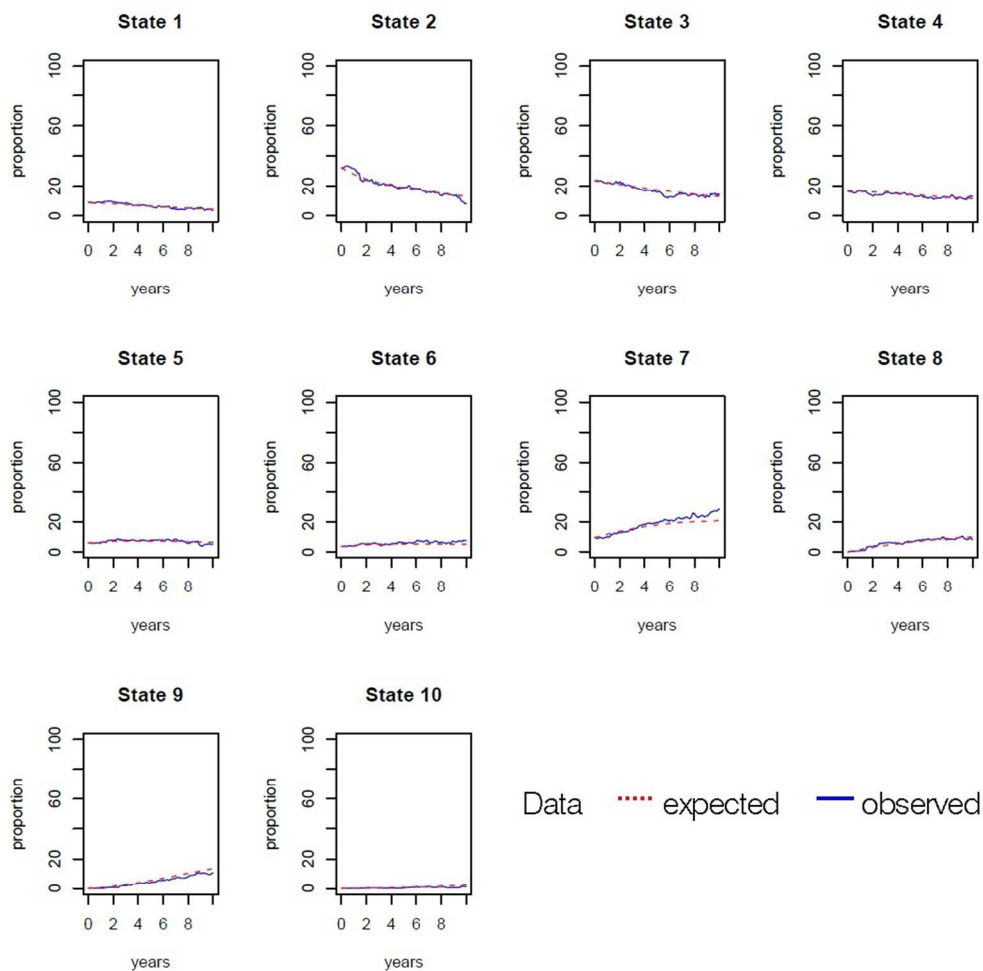 State 1
State 2
State 3
State 4
proportion
100
60
20
0
0 2 4 6 8
years
proportion
100
60
20
0
0 2 4 6 8
years
proportion
100
60
20
0
0 2 4 6 8
years
proportion
100
60
20
0
0 2 4 6 8
years
State 5
State 6
State 7
State 8
proportion
100
60
20
0
0 2 4 6 8
years
proportion
100
60
20
0
0 2 4 6 8
years
proportion
100
60
20
0
0 2 4 6 8
years
proportion
100
60
20
0
0 2 4 6 8
years
State 9
State 10
proportion
100
60
20
0
0 2 4 6 8
years
proportion
100
60
20
0
0 2 4 6 8
years
Data expected observed